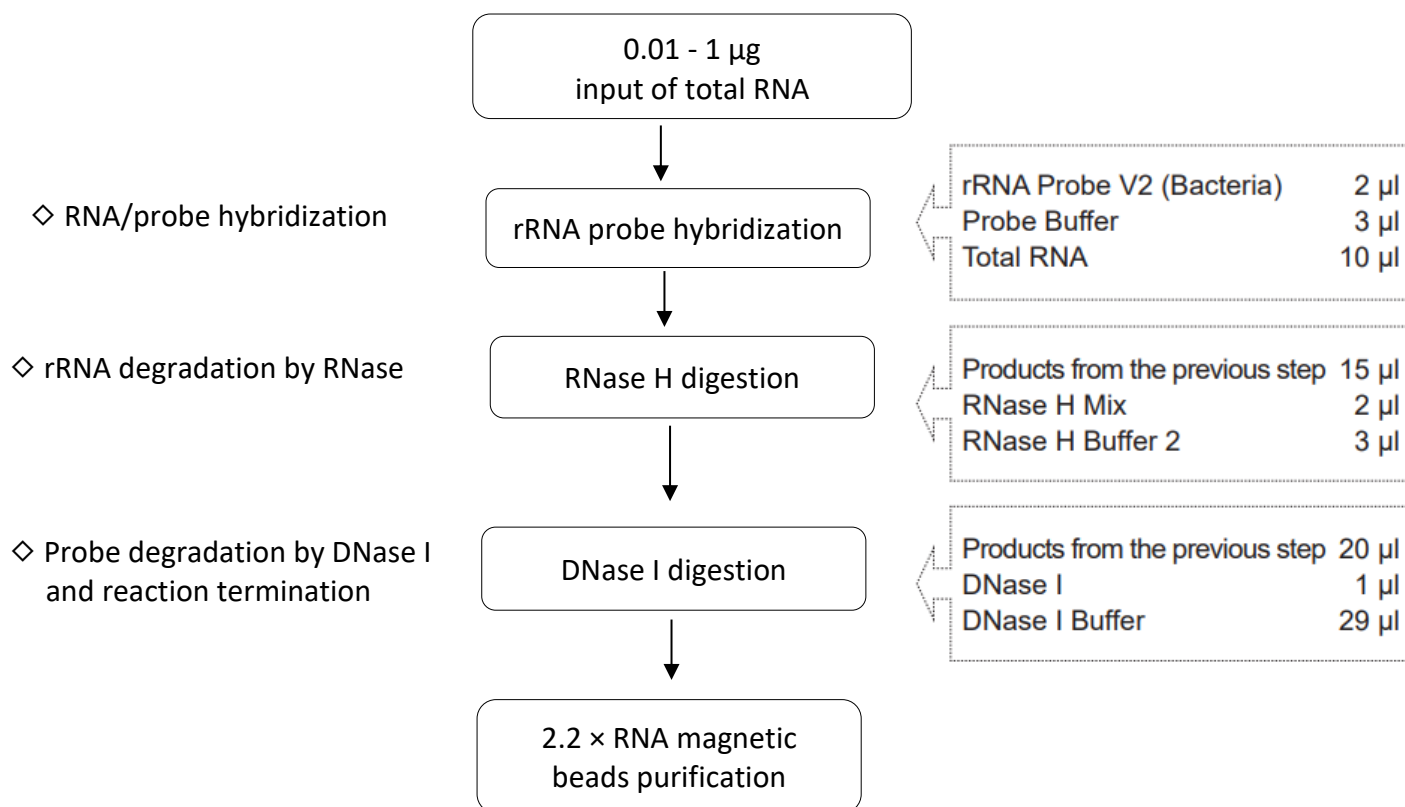 0.01 - 1 µg
input of total RNA
◇ RNA/probe hybridization
rRNA probe hybridization
rRNA Probe V2 (Bacteria) 2 µl
Probe Buffer 3 µl
Total RNA 10 µl
◇ rRNA degradation by RNase
RNase H digestion
Products from the previous step 15 µl
RNase H Mix 2 µl
RNase H Buffer 2 3 µl
◇ Probe degradation by DNase I
and reaction termination
DNase I digestion
Products from the previous step 20 µl
DNase I 1 µl
DNase I Buffer 29 µl
2.2 × RNA magnetic
beads purification